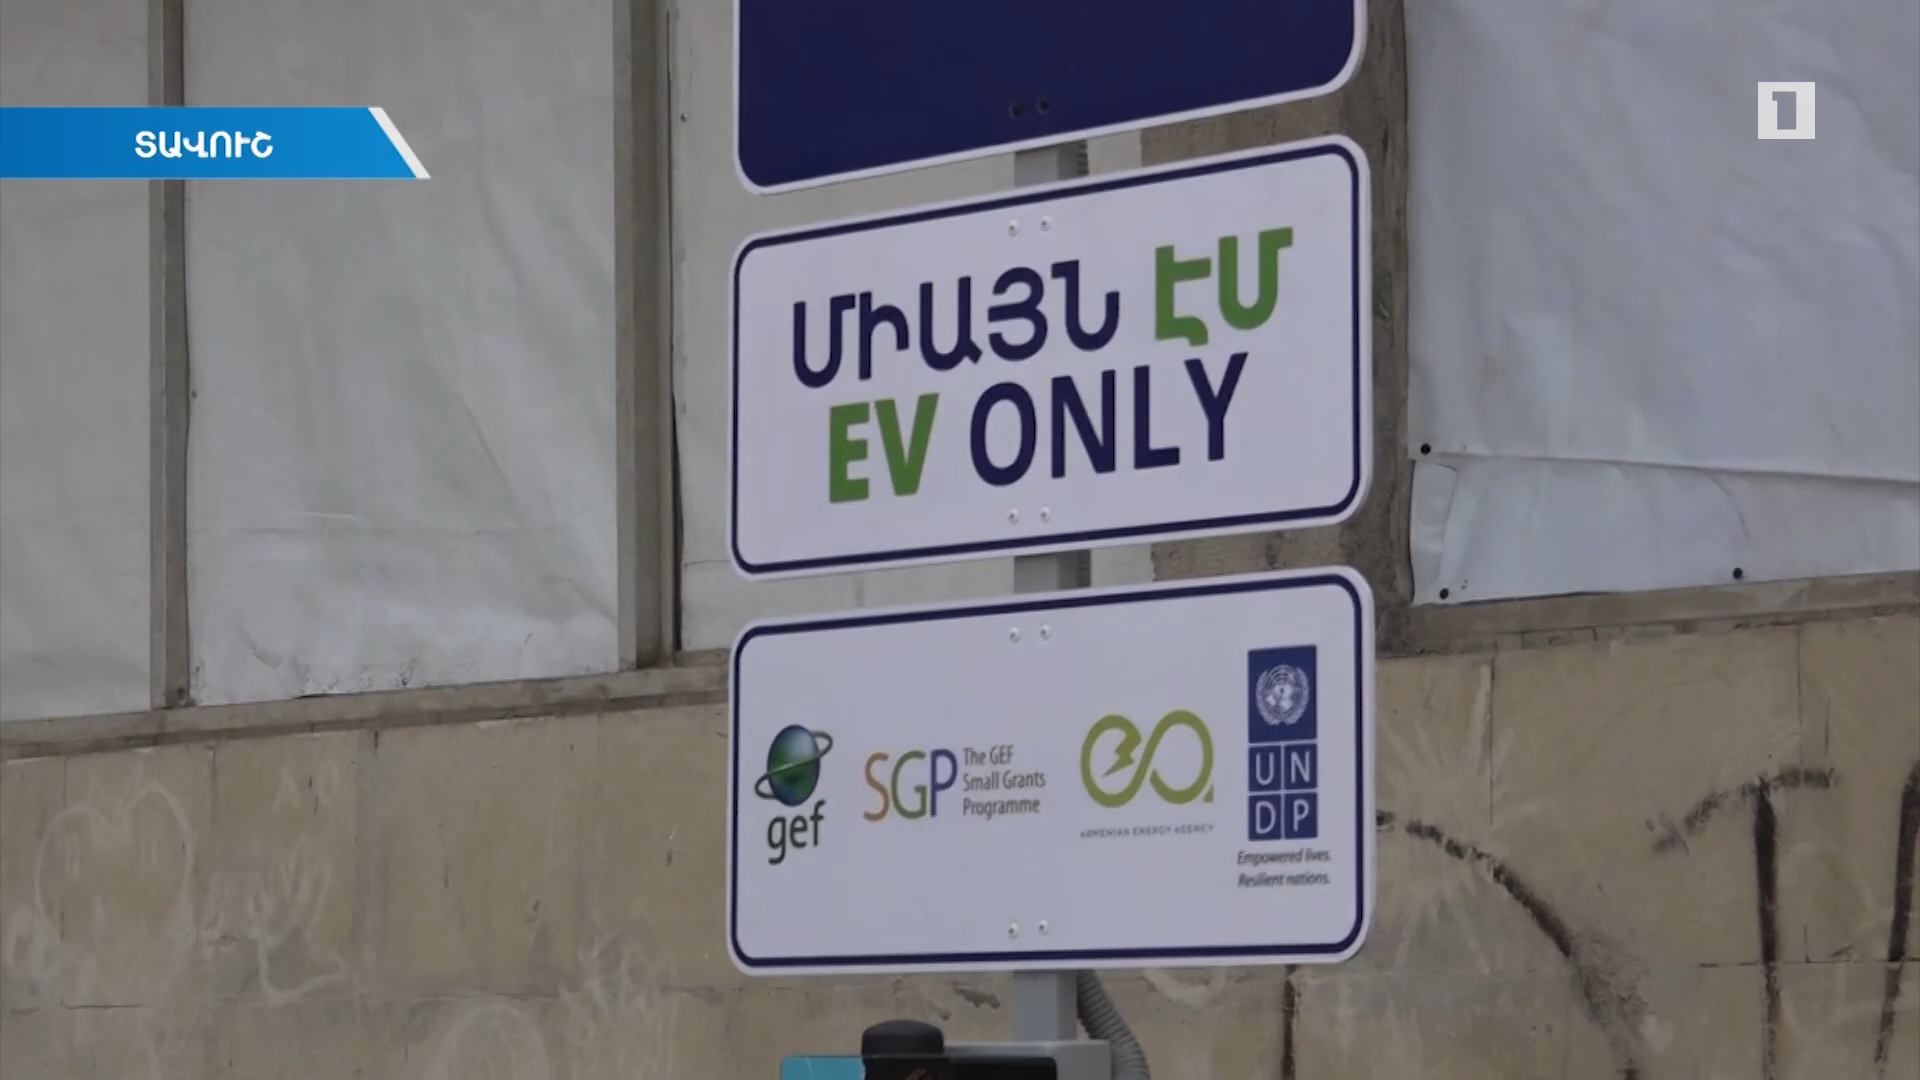 ՏԱՎՈՒՇ
1
ՄԻԱՅՆ ԷՄ
EV ONLY
gef
SGP
The GEF
Small Grants
Programme
ARMENIAN ENERGY AGENCY
UN
DP
Empowered lives.
Resilient nations.